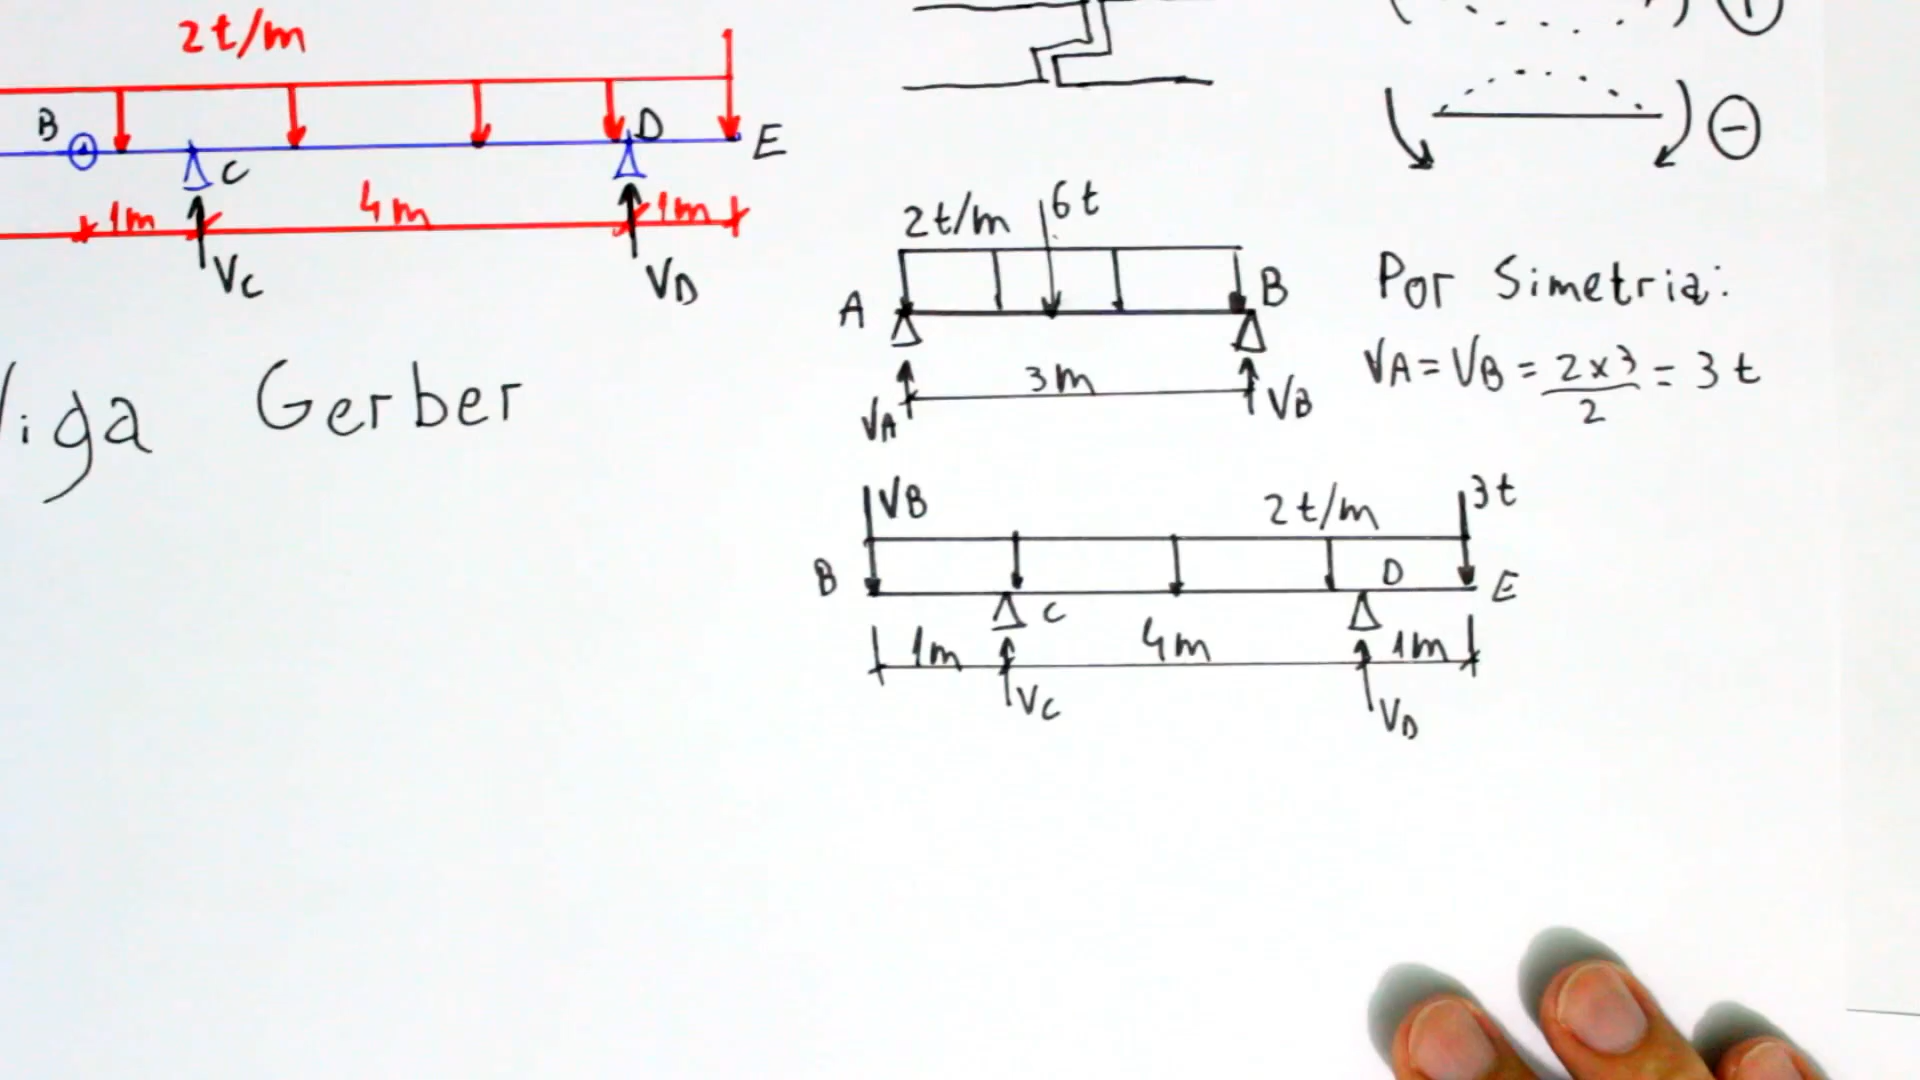 2t/m
B
C
D
E
1m
4m
1m
VC
VD
iga Gerber
-
2t/m
6t
A
B
3m
VA
VB
Por Simetria:
VA = VB = 2x3/2 = 3t
VB
2t/m
3t
B
C
D
E
1m
4m
1m
VC
VD